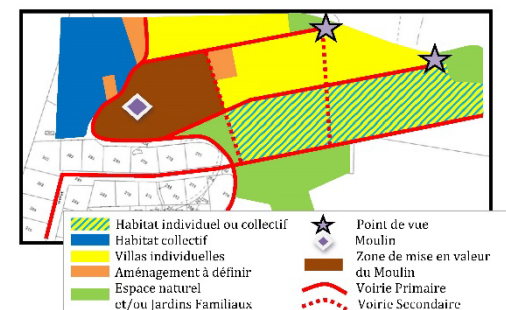 Habitat individuel ou collectif
Habitat collectif
Villas individuelles
Aménagement à définir
Espace naturel
et/ou Jardins Familiaux
Point de vue
Moulin
Zone de mise en valeur
du Moulin
Voirie Primaire
Voirie Secondaire